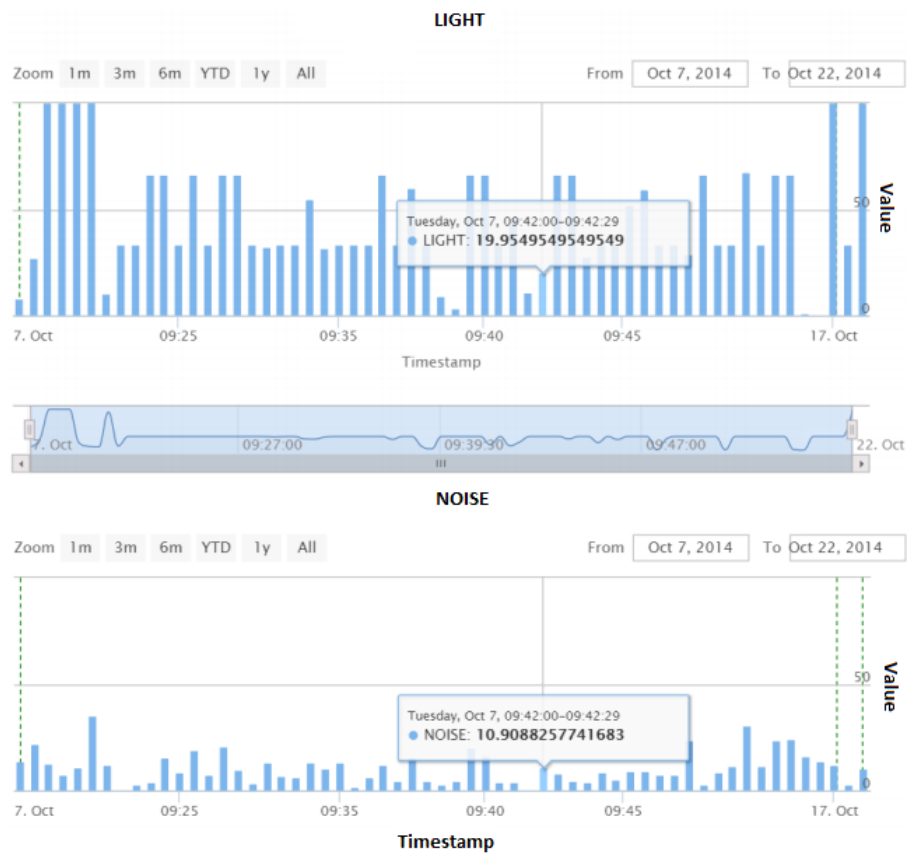 LIGHT
Zoom 1m 3m 6m YTD 1y All From Oct 7, 2014 To Oct 22, 2014
Tuesday, Oct 7, 09:42:00-09:42:29
LIGHT: 19.9549549549549
50
0
Value
7. Oct 09:25 09:35 09:40 09:45 17. Oct
Timestamp
7. Oct 09:27:00 09:39:30 09:47:00 22. Oct
NOISE
Zoom 1m 3m 6m YTD 1y All From Oct 7, 2014 To Oct 22, 2014
Tuesday, Oct 7, 09:42:00-09:42:29
NOISE: 10.9088257741683
50
0
Value
7. Oct 09:25 09:35 09:40 09:45 17. Oct
Timestamp